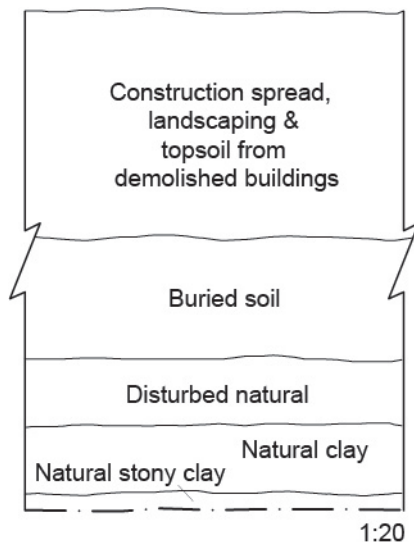 Construction spread,
landscaping &
topsoil from
demolished buildings
Buried soil
Disturbed natural
Natural clay
Natural stony clay
1:20